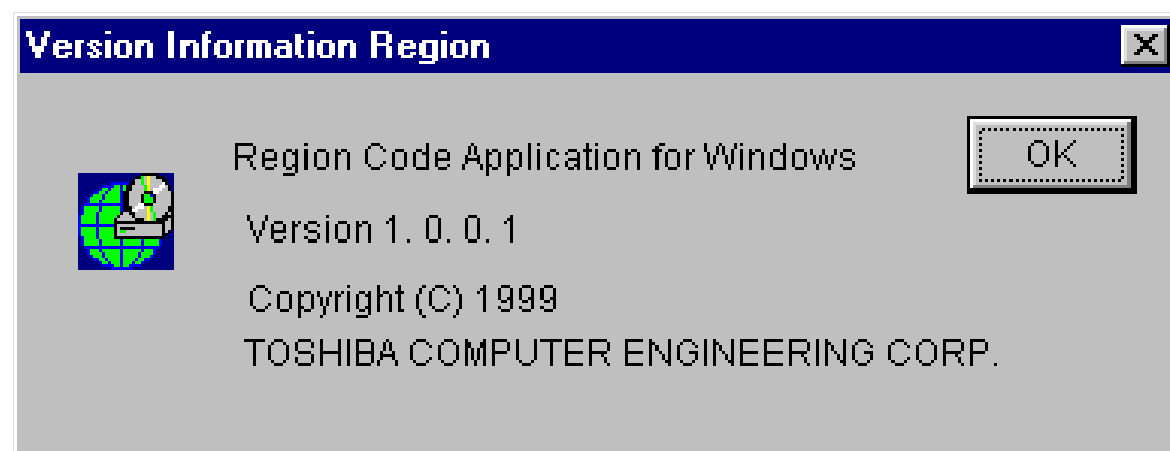 Version Information Region
Region Code Application for Windows
OK
Version 1. 0. 0. 1
Copyright (C) 1999
TOSHIBA COMPUTER ENGINEERING CORP.